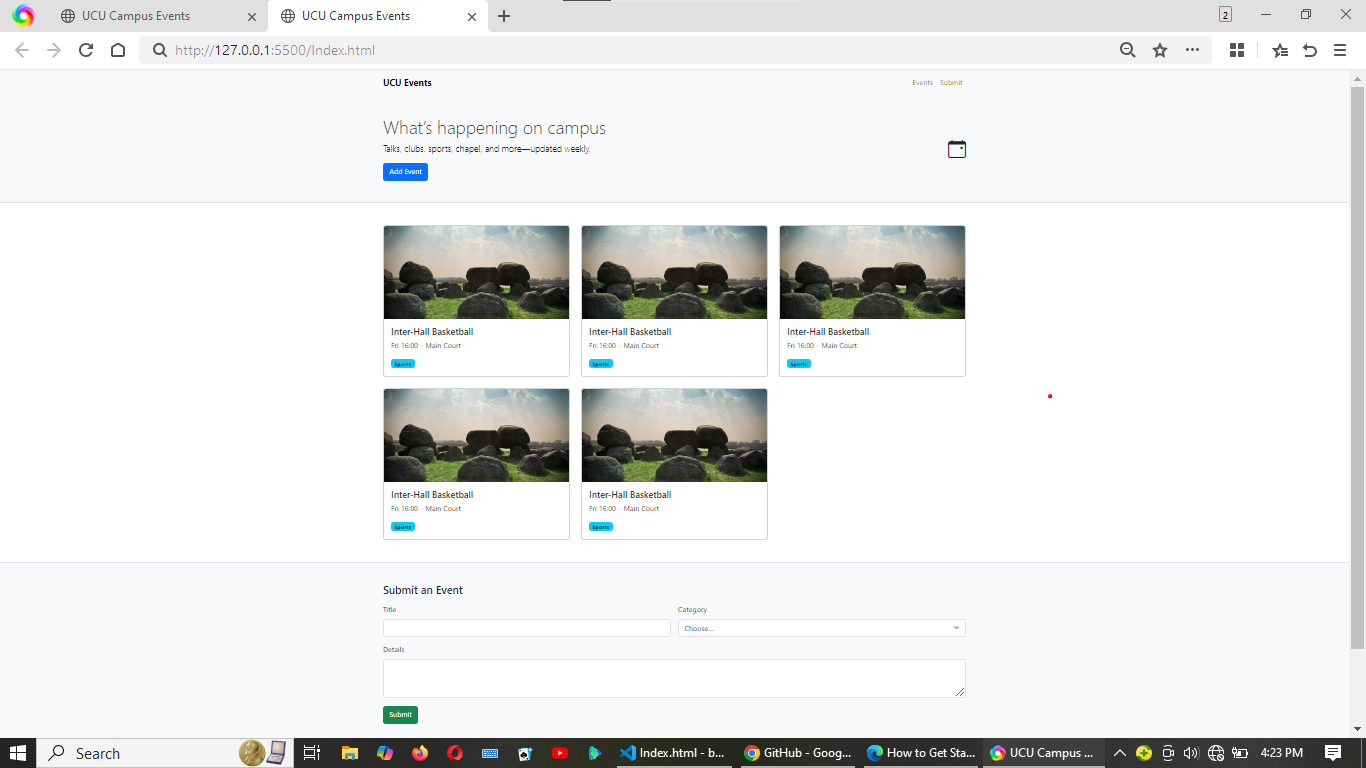 UCU Campus Events
UCU Campus Events
2
http://127.0.0.1:5500/Index.html
UCU Events
Events
Submit
What's happening on campus
Talks, clubs, sports, chapel, and more—updated weekly.
Add Event
Inter-Hall Basketball
Fri 16:00 – Main Court
Sports
Inter-Hall Basketball
Fri 16:00 – Main Court
Sports
Inter-Hall Basketball
Fri 16:00 – Main Court
Sports
Inter-Hall Basketball
Fri 16:00 – Main Court
Sports
Inter-Hall Basketball
Fri 16:00 – Main Court
Sports
Submit an Event
Title
Category
Choose...
Details
Submit
Search
Index.html - b...
GitHub - Goog...
How to Get Sta...
UCU Campus ...
4:23 PM